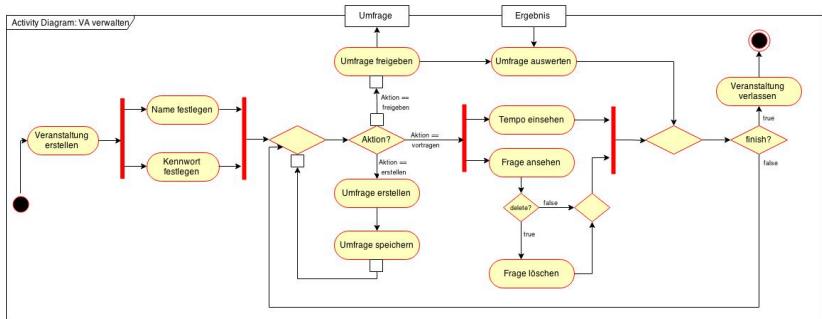 Activity Diagram: VA verwalten
Umfrage
Ergebnis
Umfrage freigeben
Umfrage auswerten
Aktion ==
freigeben
Veranstaltung
verlassen
true
Veranstaltung
erstellen
Name festlegen
Kennwort
festlegen
Aktion?
Aktion ==
vortragen
Aktion ==
erstellen
Tempo einsehen
Frage ansehen
finish?
false
Umfrage erstellen
delete?
false
true
Umfrage speichern
Frage löschen